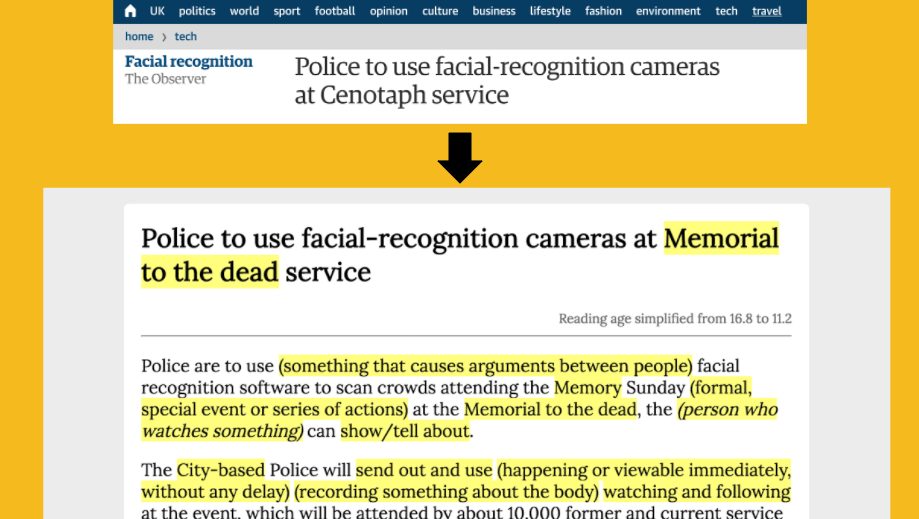 UK politics world sport football opinion culture business lifestyle fashion environment tech travel
home › tech
Facial recognition
The Observer
Police to use facial-recognition cameras
at Cenotaph service
Police to use facial-recognition cameras at Memorial
to the dead service
Reading age simplified from 16.8 to 11.2
Police are to use (something that causes arguments between people) facial
recognition software to scan crowds attending the Memory Sunday (formal,
special event or series of actions) at the Memorial to the dead, the (person who
watches something) can show/tell about.
The City-based Police will send out and use (happening or viewable immediately,
without any delay) (recording something about the body) watching and following
at the event, which will be attended by about 10,000 former and current service